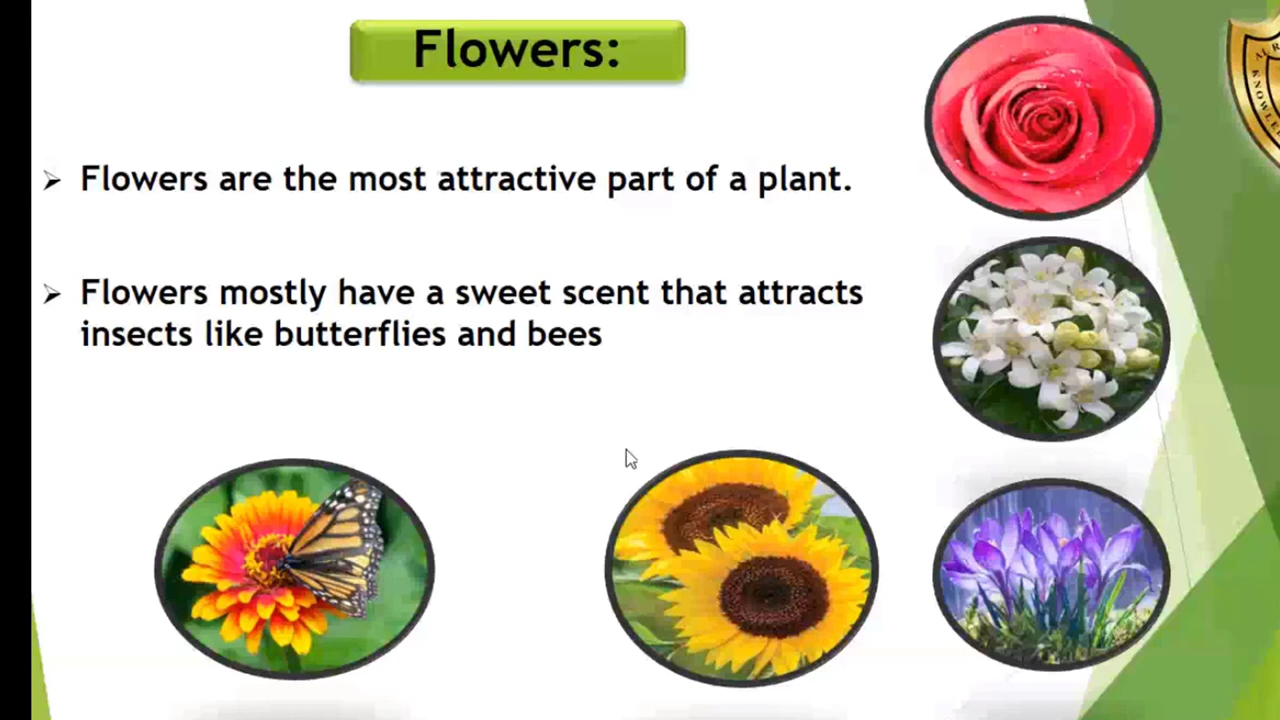 Flowers:
➢ Flowers are the most attractive part of a plant.
➢ Flowers mostly have a sweet scent that attracts
insects like butterflies and bees